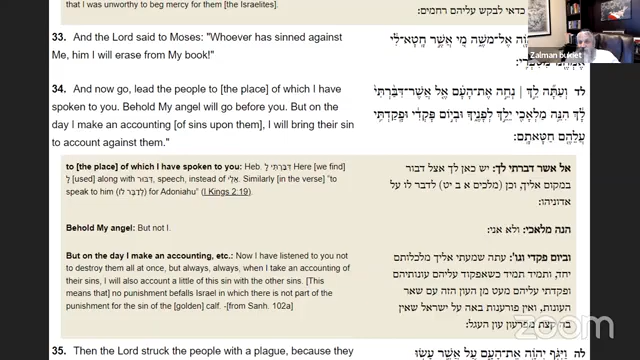 that I was unworthy to beg mercy for them [the Israelites].
כדאי לבקש עליהם רחמים:
33. And the Lord said to Moses: "Whoever has sinned against
Me, him I will erase from My book!"
אֶל־מֹשֶׁה מִי אֲשֶׁר חָטָא־לִי
Zalman bukiet
34. And now go, lead the people to [the place] of which I have
spoken to you. Behold My angel will go before you. But on the
day I make an accounting [of sins upon them], I will bring their sin
to account against them."
לד וְעַתָּה לֵךְ | נְחֵה אֶת־הָעָם אֶל אֲשֶׁר־דִּבַּרְתִּי
לָךְ הִנֵּה מַלְאָכִי יֵלֵךְ לְפָנֶיךָ וּבְיוֹם פָּקְדִי וּפָקַדְתִּי
עֲלֵהֶם חַטָּאתָם:
to [the place] of which I have spoken to you: Heb. דִּבַּרְתִּי לָךְ Here [we find]
לָךְ [used] along with דִּבּוּר, speech, instead of אֵלֶיךָ. Similarly [in the verse] "to
speak to him (לְדַבֶּר לוֹ) for Adoniahu" (I Kings 2:19).
אל אשר דברתי לך: יש כאן לך אצל דבור
במקום אליך, וכן (מלכים א ב יט) לדבר לו על
אדוניהו:
Behold My angel: But not I.
הנה מלאכי: ולא אני:
But on the day I make an accounting, etc.: Now I have listened to you not
to destroy them all at once, but always, always, when I take an accounting of
their sins, I will also account a little of this sin with the other sins. [This
means that] no punishment befalls Israel in which there is not part of the
punishment for the sin of the [golden] calf. -[from Sanh. 102a]
וביום פקדי וגו': עתה שמעתי אליך מלכלותם
יחד, ותמיד תמיד כשאפקוד עליהם עונותיהם
ופקדתי עליהם מעט מן העון הזה עם שאר
העונות, ואין פורענות באה על ישראל שאין
בה קצת מפרעון עון העגל:
zoom
35. Then the Lord struck the people with a plague, because they
לה וַיִּגֹּף יְהוָה אֶת־הָעָם עַל אֲשֶׁר עָשׂוּ